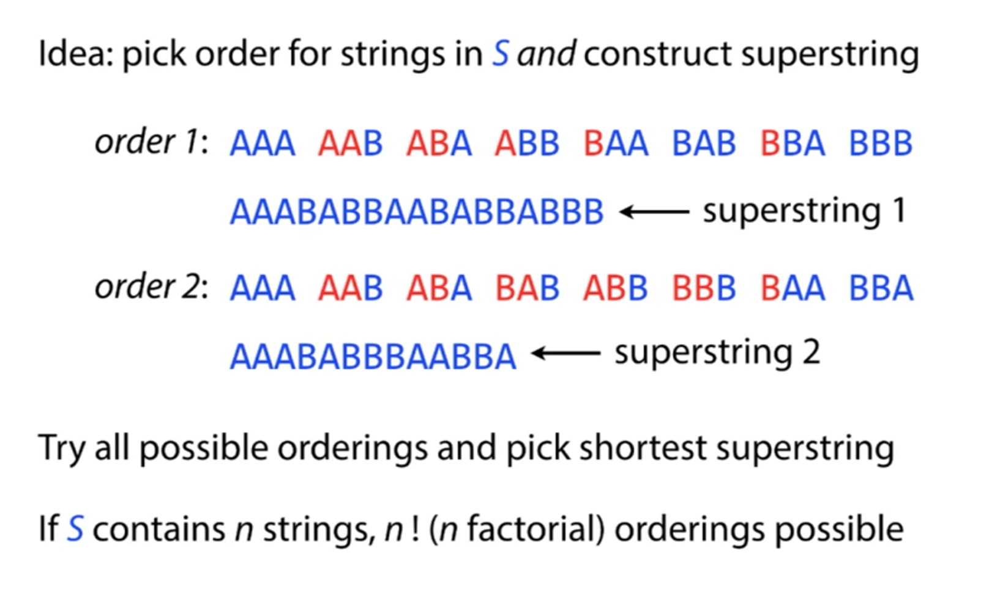 Idea: pick order for strings in S and construct superstring
order 1: AAA AAB ABA ABB BAA BAB BBA BBB
AAABABBAABABBABBB ← superstring 1
order 2: AAA AAB ABA BAB ABB BBB BAA BBA
AAABABBBAABBA ← superstring 2
Try all possible orderings and pick shortest superstring
If S contains n strings, n ! (n factorial) orderings possible